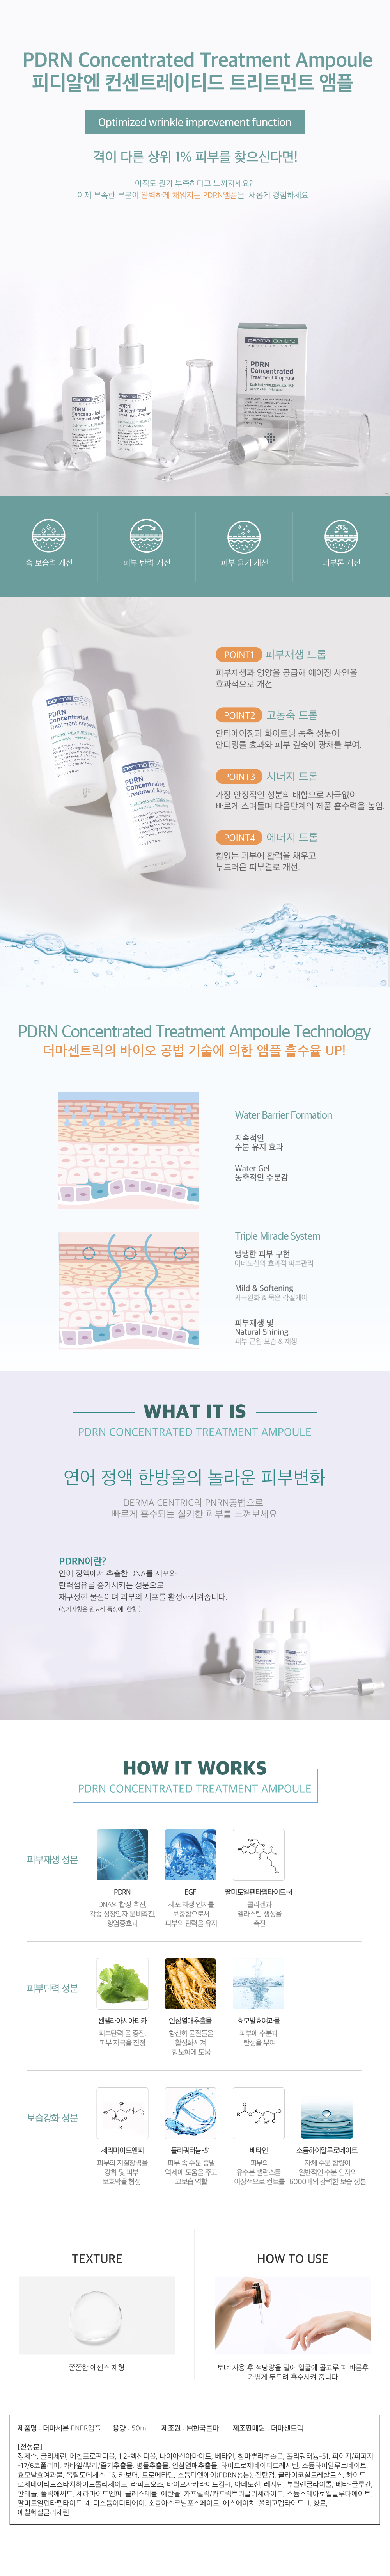 PDRN Concentrated Treatment Ampoule
피디알엔 컨센트레이티드 트리트먼트 앰플
Optimized wrinkle improvement function
격이 다른 상위 1% 피부를 찾으신다면!
아직도 뭔가 부족하다고 느껴지세요?
이제 부족한 부분이 완벽하게 채워지는 PDRN앰플을 새롭게 경험하세요
derma centric
PDRN
Concentrated
Treatment Ampoule
derma centric
PDRN
Concentrated
Treatment Ampoule
derma centric
PROFESSIONAL
PDRN
Concentrated
Treatment Ampoule
속 보습력 개선
피부 탄력 개선
피부 윤기 개선
피부톤 개선
derma centric
PDRN
Concentrated
Treatment Ampoule
derma centric
PDRN
Concentrated
Treatment Ampoule
POINT1 피부재생 드롭
피부재생과 영양을 공급해 에이징 사인을
효과적으로 개선
POINT2 고농축 드롭
안티에이징과 화이트닝 농축 성분이
안티링클 효과와 피부 깊숙이 광채를 부여.
POINT3 시너지 드롭
가장 안정적인 성분의 배합으로 자극없이
빠르게 스며들며 다음단계의 제품 흡수력을 높임.
POINT4 에너지 드롭
힘없는 피부에 활력을 채우고
부드러운 피부결로 개선.
PDRN Concentrated Treatment Ampoule Technology
더마센트릭의 바이오 공법 기술에 의한 앰플 흡수율 UP!
Water Barrier Formation
지속적인
수분 유지 효과
Water Gel
농축적인 수분감
Triple Miracle System
탱탱한 피부 구현
아데노신의 효과적 피부관리
Mild & Softening
자극완화 & 묵은 각질케어
피부재생 및
Natural Shining
피부 근원 보습 & 재생
WHAT IT IS
PDRN CONCENTRATED TREATMENT AMPOULE
연어 정액 한방울의 놀라운 피부변화
DERMA CENTRIC의 PNRN공법으로
빠르게 흡수되는 실키한 피부를 느껴보세요
PDRN이란?
연어 정액에서 추출한 DNA를 세포와
탄력섬유를 증가시키는 성분으로
재구성한 물질이며 피부의 세포를 활성화시켜줍니다.
(상기사항은 원료적 특성에 한함)
HOW IT WORKS
PDRN CONCENTRATED TREATMENT AMPOULE
피부재생 성분
PDRN
DNA의 합성 촉진,
각종 성장인자 분비촉진,
항염증효과
EGF
세포 재생 인자를
보충함으로서
피부의 탄력을 유지
팔미토일펜타펩타이드-4
콜라겐과
엘라스틴 생성을
촉진
피부탄력 성분
센텔라아시아티카
피부탄력 을 증진,
피부 자극을 진정
인삼열매추출물
항산화 물질들을
활성화시켜
항노화에 도움
효모발효여과물
피부에 수분과
탄성을 부여
보습강화 성분
세라마이드엔피
피부의 지질장벽을
강화 및 피부
보호막을 형성
폴리쿼터늄-51
피부 속 수분 증발
억제에 도움을 주고
고보습 역할
베타인
피부의
유수분 밸런스를
이상적으로 컨트롤
소듐하이알루로네이트
자체 수분 함량이
일반적인 수분 인자의
6000배의 강력한 보습 성분
TEXTURE
쫀쫀한 에센스 제형
HOW TO USE
토너 사용 후 적당량을 덜어 얼굴에 골고루 펴 바른후
가볍게 두드려 흡수시켜 줍니다
제품명 : 더마세븐 PNPR앰플 용량 : 50ml 제조원 : ㈜한국콜마 제조판매원 : 더마센트릭
[전성분]
정제수, 글리세린, 메칠프로판디올, 1,2-헥산디올, 나이아신아마이드, 베타인, 참마뿌리추출물, 폴리쿼터늄-51, 피이지/피피지
-17/6코폴리머, 카바잎/뿌리/줄기추출물, 병풀추출물, 인삼열매추출물, 하이드로제네이티드레시틴, 소듐하이알루로네이트,
효모발효여과물, 옥틸도데세스-16, 카보머, 트로메타민, 소듐디엔에이(PDRN성분), 진탄검, 글라이코실트레할로스, 하이드
로제네이티드스타치하이드롤리세이트, 라피노오스, 바이오사카라이드검-1, 아데노신, 레시틴, 부틸렌글라이콜, 베타-글루칸,
판테놀, 폴릭애씨드, 세라마이드엔피, 콜레스테롤, 에탄올, 카프릴릭/카프릭트리글리세라이드, 소듐스테아로일글루타메이트,
팔미토일펜타펩타이드-4, 디소듐이디티에이, 소듐아스코빌포스페이트, 에스에이치-올리고펩타이드-1, 향료,
에칠헥실글리세린